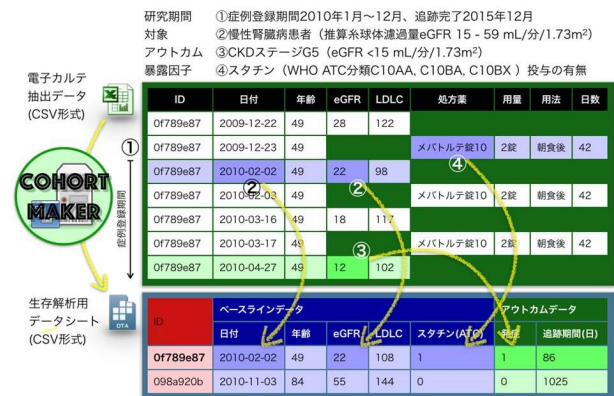 研究期間 ①症例登録期間2010年1月〜12月、追跡完了2015年12月
対象 ②慢性腎臓病患者（推算糸球体濾過量eGFR 15 - 59 mL/分/1.73m²）
アウトカム ③CKDステージG5（eGFR <15 mL/分/1.73m²）
暴露因子 ④スタチン（WHO ATC分類C10AA, C10BA, C10BX ）投与の有無
電子カルテ
抽出データ
(CSV形式)
①
COHORT
MAKER
症例登録期間
ID 日付 年齢 eGFR LDLC 処方薬 用量 用法 日数
0f789e87 2009-12-22 49 28 122
0f789e87 2009-12-23 49 メバトルテ錠10 2錠 朝食後 42
④
0f789e87 2010-02-02 49 22 98
② ②
0f789e87 2010-02-03 49 メバトルテ錠10 2錠 朝食後 42
0f789e87 2010-03-16 49 18 117
0f789e87 2010-03-17 49 メバトルテ錠10 2錠 朝食後 42
③
0f789e87 2010-04-27 49 12 102
生存解析用
データシート
(CSV形式)
DTA
ID ベースラインデータ アウトカムデータ
日付 年齢 eGFR LDLC スタチン(ATC) 発症 追跡期間(日)
0f789e87 2010-02-02 49 22 108 1 1 86
098a920b 2010-11-03 84 55 144 0 0 1025